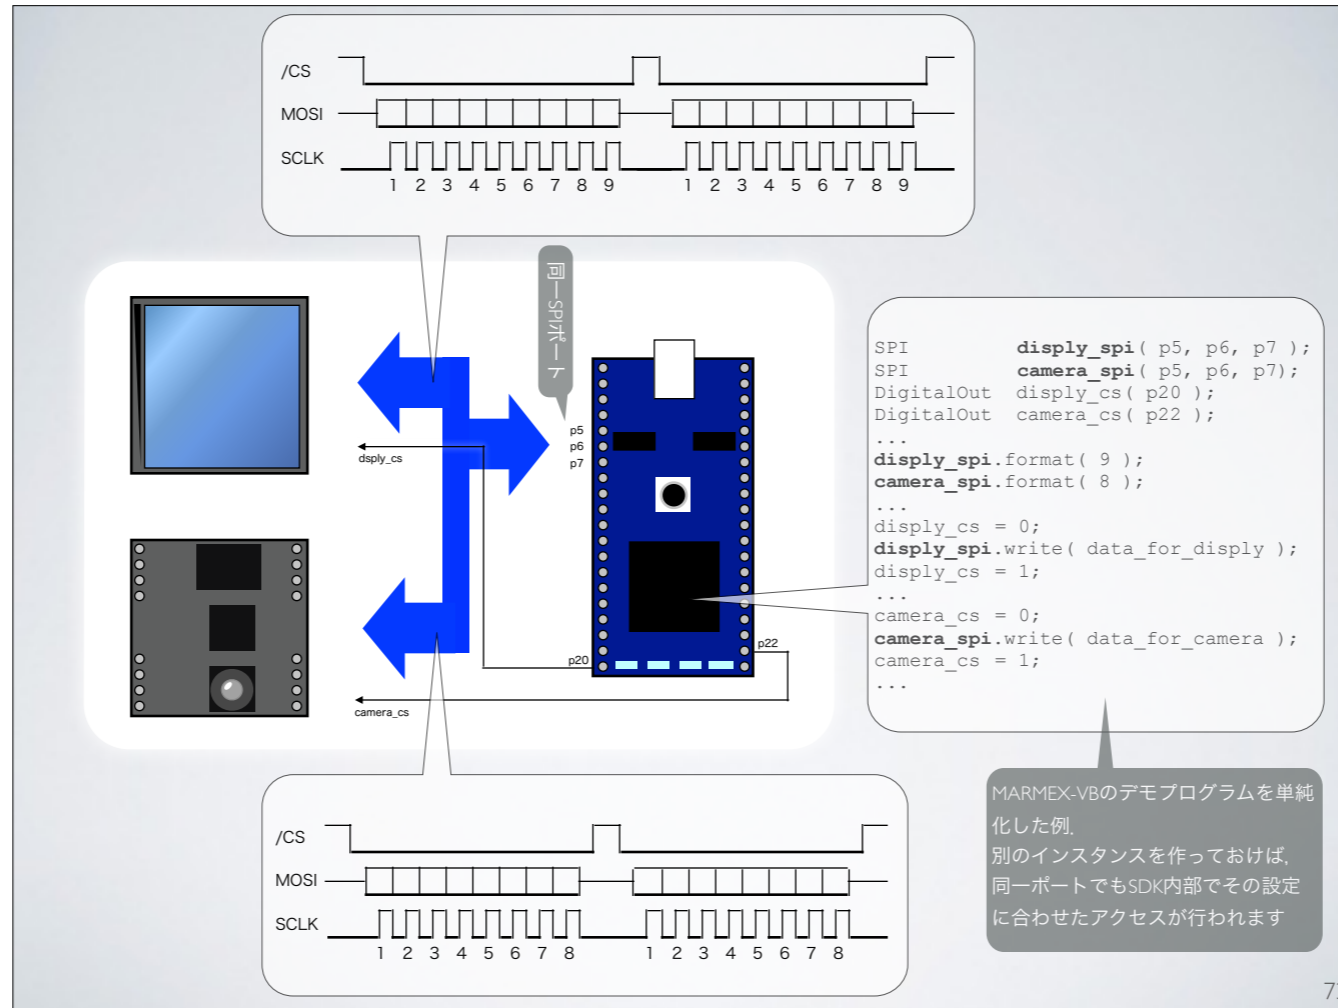 /CS
MOSI
SCLK
1 2 3 4 5 6 7 8 9 1 2 3 4 5 6 7 8 9
同一SPIポート
p5
p6
p7
dsply_cs
p20
p22
camera_cs
SPI disply_spi( p5, p6, p7 );
SPI camera_spi( p5, p6, p7);
DigitalOut disply_cs( p20 );
DigitalOut camera_cs( p22 );
...
disply_spi.format( 9 );
camera_spi.format( 8 );
...
disply_cs = 0;
disply_spi.write( data_for_disply );
disply_cs = 1;
...
camera_cs = 0;
camera_spi.write( data_for_camera );
camera_cs = 1;
...
MARMEX-VBのデモプログラムを単純
化した例.
別のインスタンスを作っておけば,
同一ポートでもSDK内部でその設定
に合わせたアクセスが行われます
/CS
MOSI
SCLK
1 2 3 4 5 6 7 8 1 2 3 4 5 6 7 8